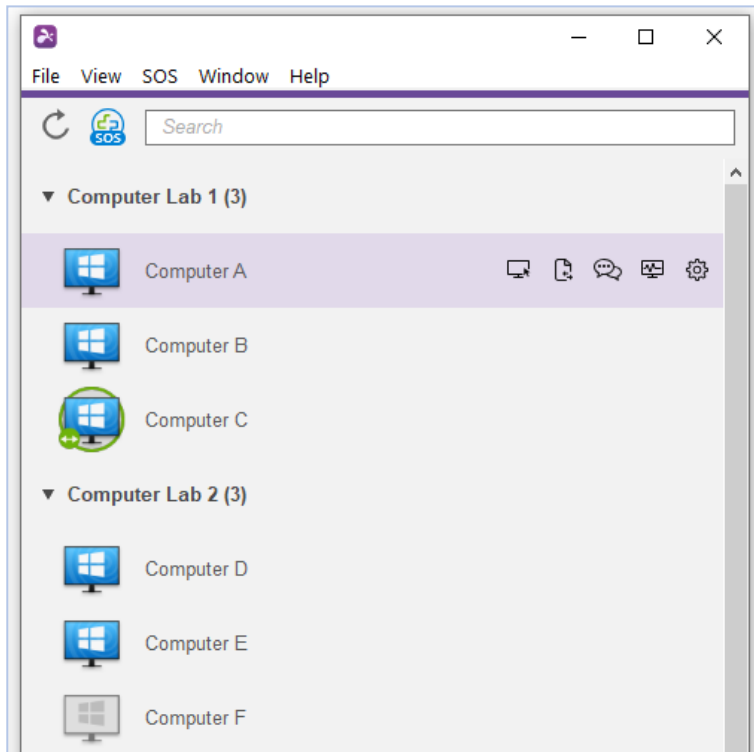 File View SOS Window Help
SOS Search
Computer Lab 1 (3)
Computer A
Computer B
Computer C
Computer Lab 2 (3)
Computer D
Computer E
Computer F